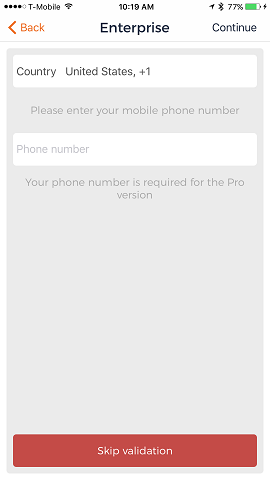 T-Mobile 10:19 AM 77%
Back Enterprise Continue
Country United States, +1
Please enter your mobile phone number
Phone number
Your phone number is required for the Pro
version
Skip validation